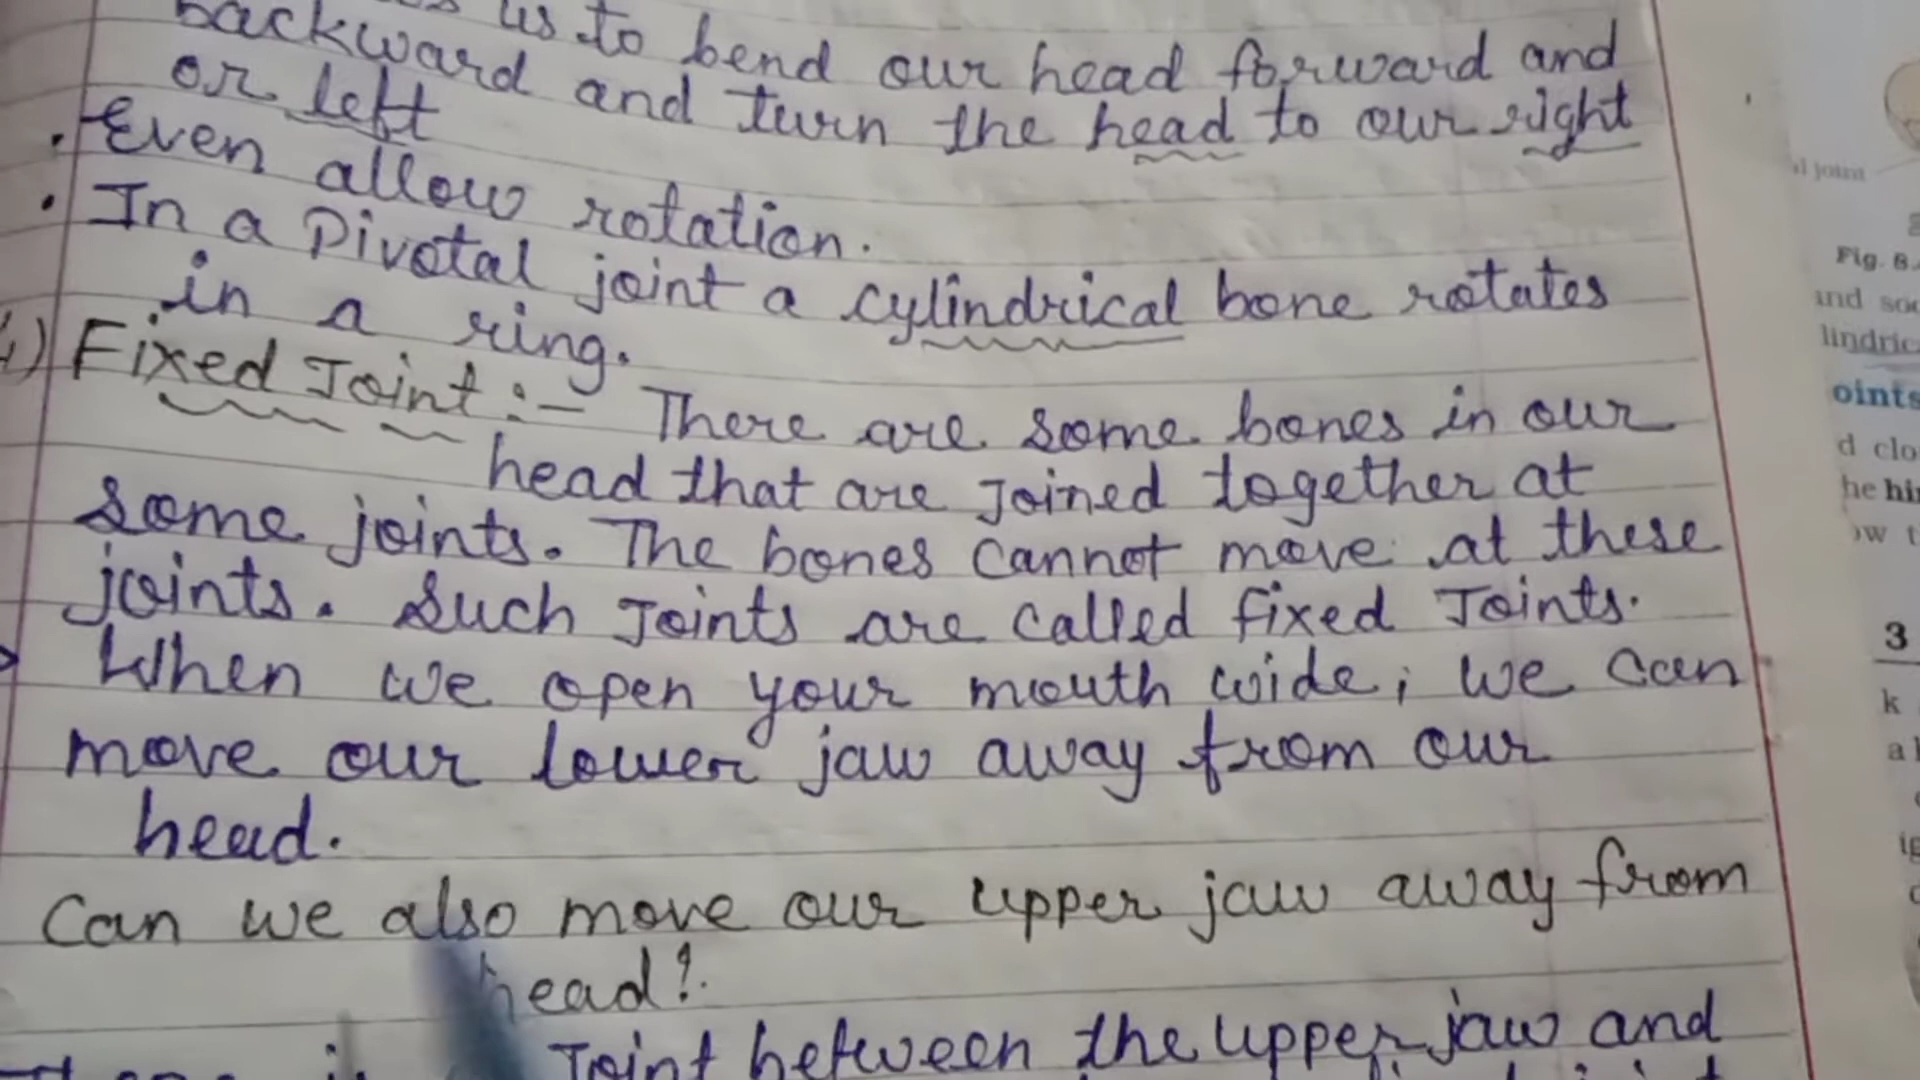 us to bend our head forward and
backward and turn the head to our right
or left
• Even allow rotation.
• In a Pivotal joint a cylindrical bone rotates
in a ring.
Fixed Joint :- There are some bones in our
head that are Joined together at
some joints. The bones cannot move at these
joints. Such Joints are called fixed Joints.
When we open your mouth wide, we can
move our lower jaw away from our
head.
Can we also move our upper jaw away from
head?
Joint between the upper jaw and
al joint
Fig. 8.
and soc
lindric
oints
d clo
he hin
ow t
3
k